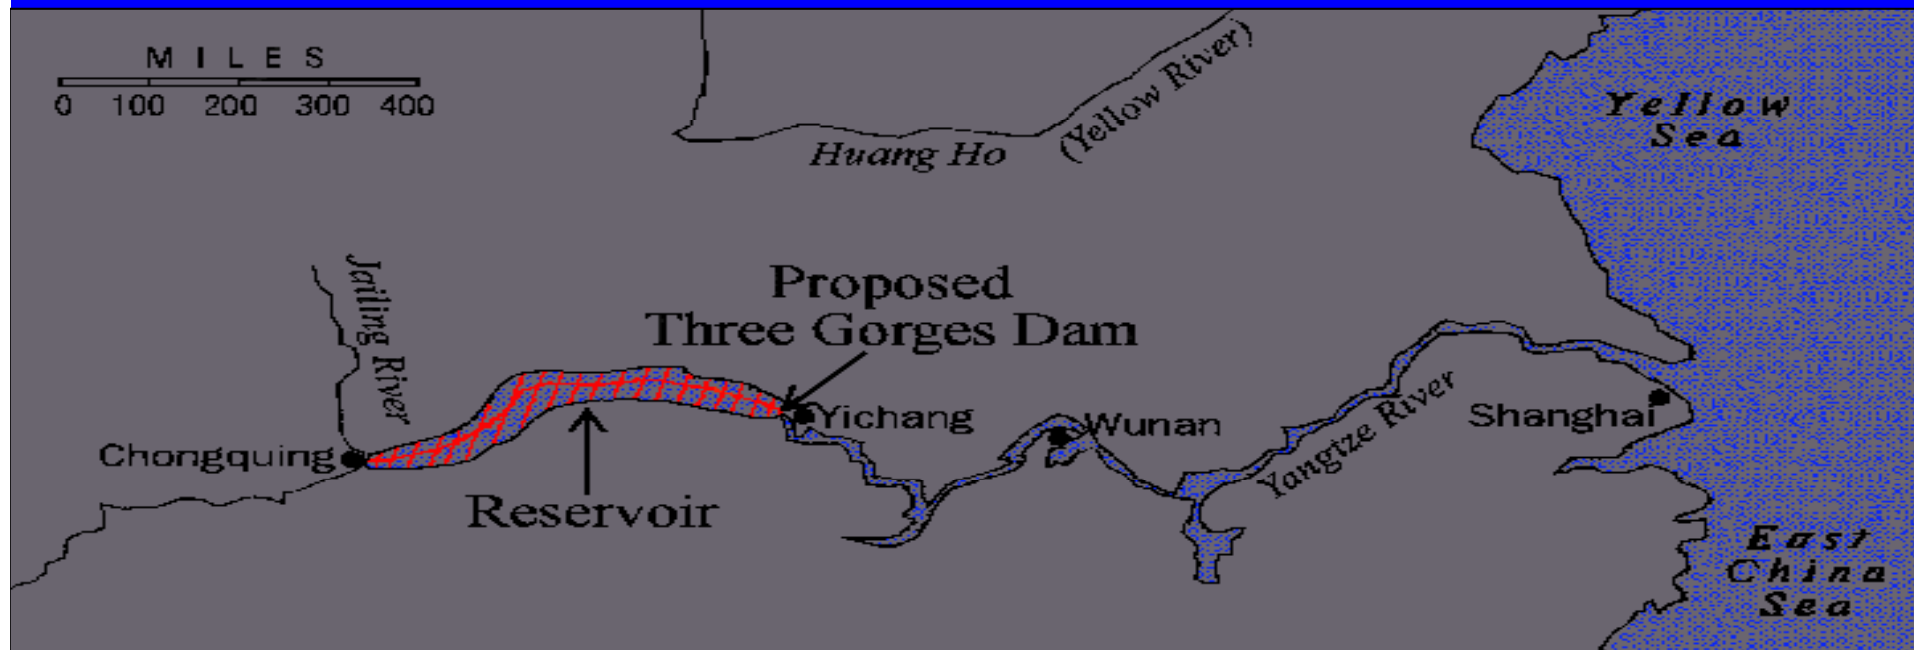 MILES
0 100 200 300 400
Huang Ho
(Yellow River)
Yellow
Sea
Jailing River
Proposed
Three Gorges Dam
Chongquing
Reservoir
Yichang
Wunan
Yangtze River
Shanghai
East
China
Sea